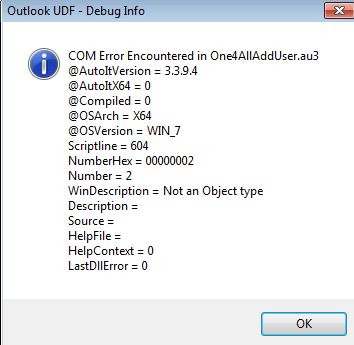 Outlook UDF - Debug Info
COM Error Encountered in One4AllAddUser.au3
@AutoItVersion = 3.3.9.4
@AutoItX64 = 0
@Compiled = 0
@OSArch = X64
@OSVersion = WIN_7
Scriptline = 604
NumberHex = 00000002
Number = 2
WinDescription = Not an Object type
Description =
Source =
HelpFile =
HelpContext = 0
LastDllError = 0
OK